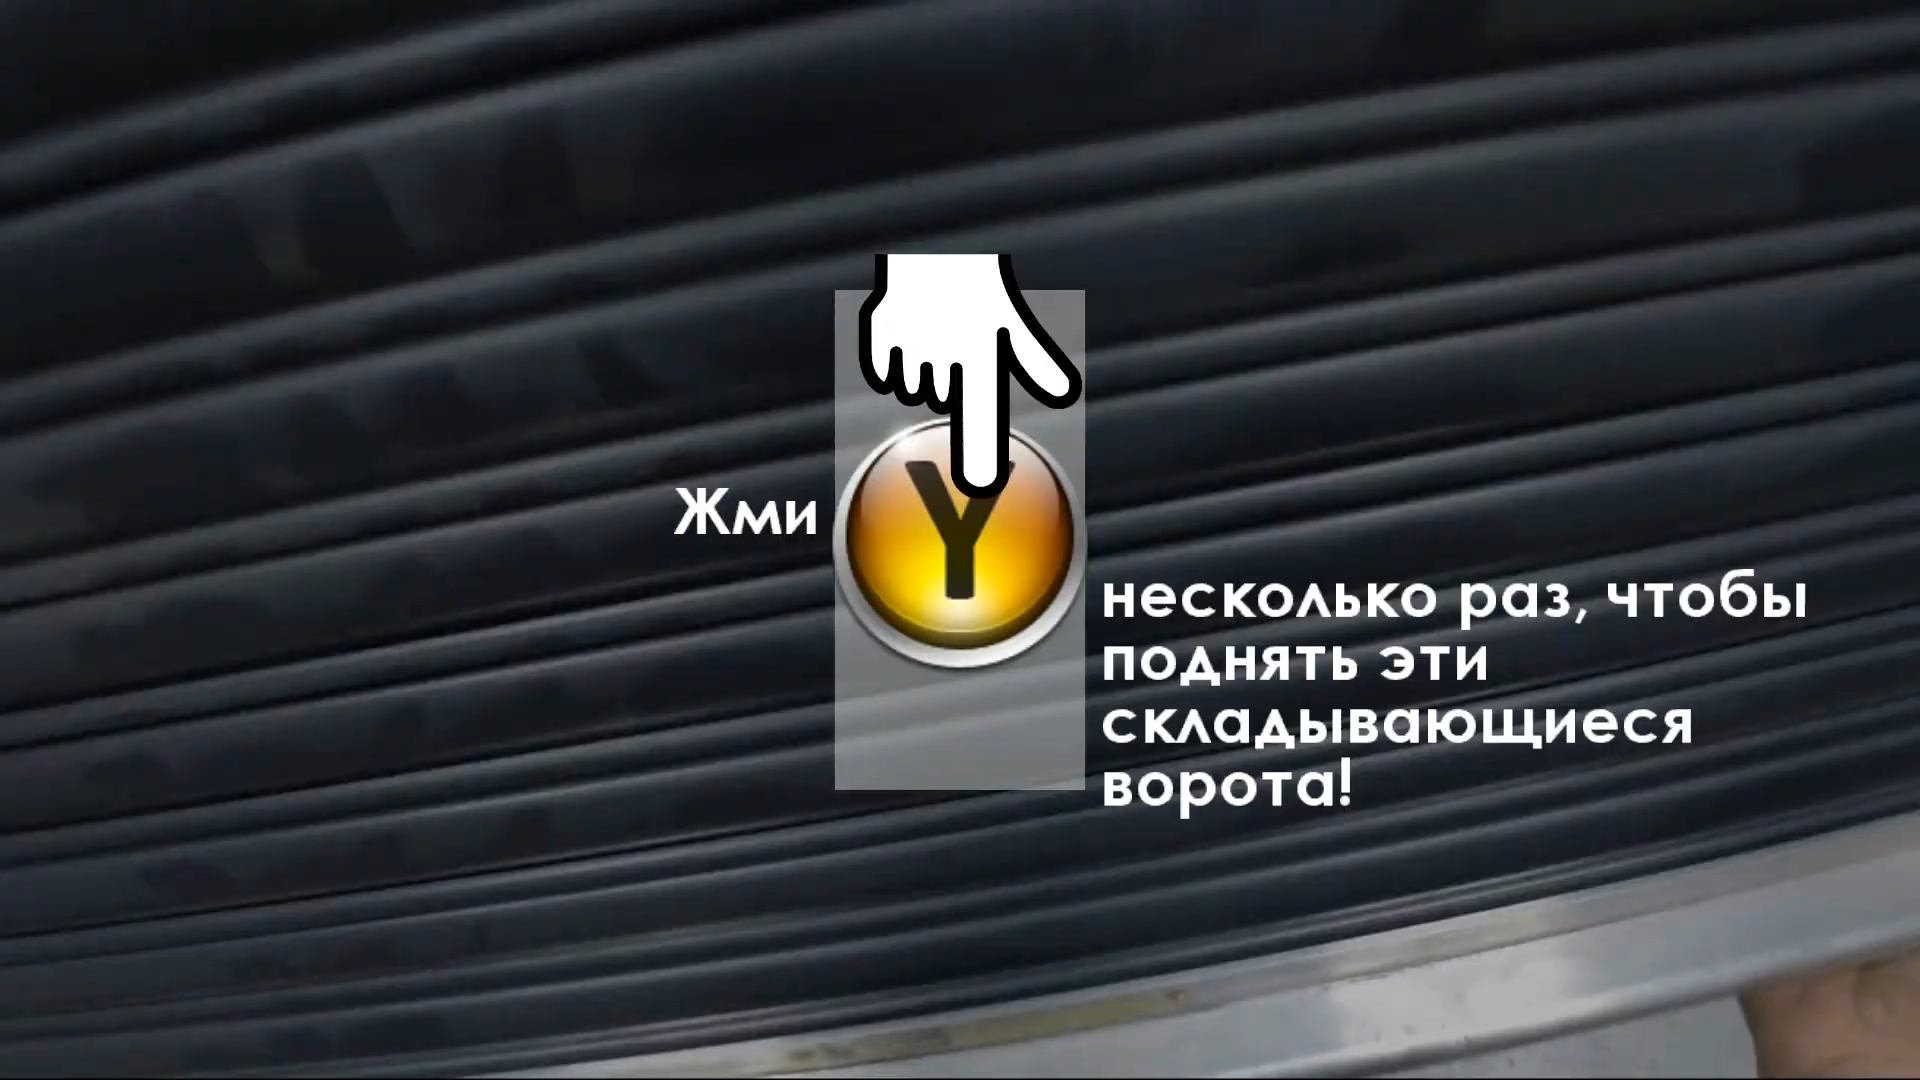 Жми
Y
несколько раз, чтобы
поднять эти
складывающиеся
ворота!